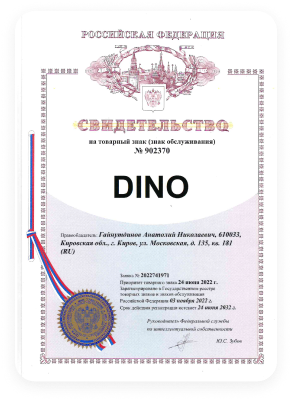 РОССИЙСКАЯ ФЕДЕРАЦИЯ
СВИДЕТЕЛЬСТВО
на товарный знак (знак обслуживания)
№ 902370
DINO
Правообладатель: Гайнутдинов Анатолий Николаевич, 610033,
Кировская обл., г. Киров, ул. Московская, д. 135, кв. 181
(RU)
Заявка № 2022741971
Приоритет товарного знака 24 июня 2022 г.
Зарегистрировано в Государственном реестре
товарных знаков и знаков обслуживания
Российской Федерации 03 ноября 2022 г.
Срок действия регистрации истекает 24 июня 2032 г.
Руководитель Федеральной службы
по интеллектуальной собственности
Ю.С. Зубов